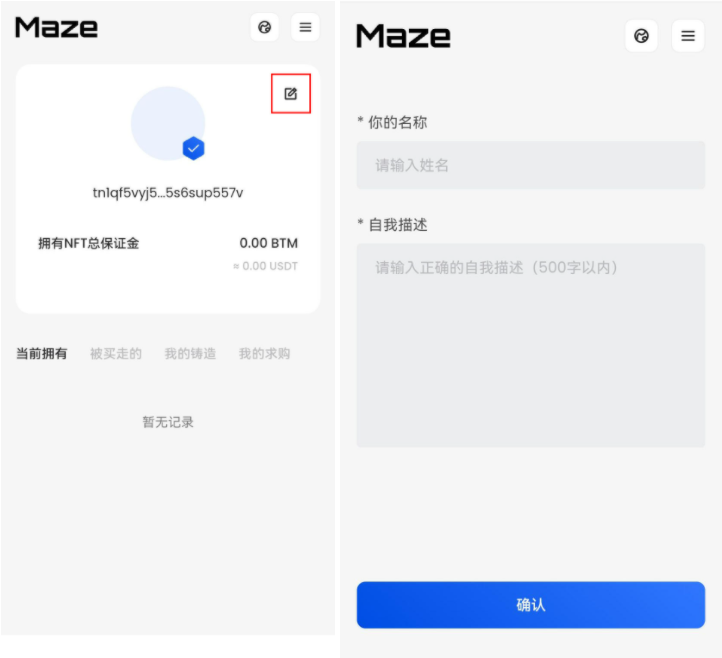 Maze
tn1qf5vyj5...5s6sup557v
拥有NFT总保证金 0.00 BTM
≈ 0.00 USDT
当前拥有 被买走的 我的铸造 我的求购
暂无记录
Maze
* 你的名称
请输入姓名
* 自我描述
请输入正确的自我描述（500字以内）
确认